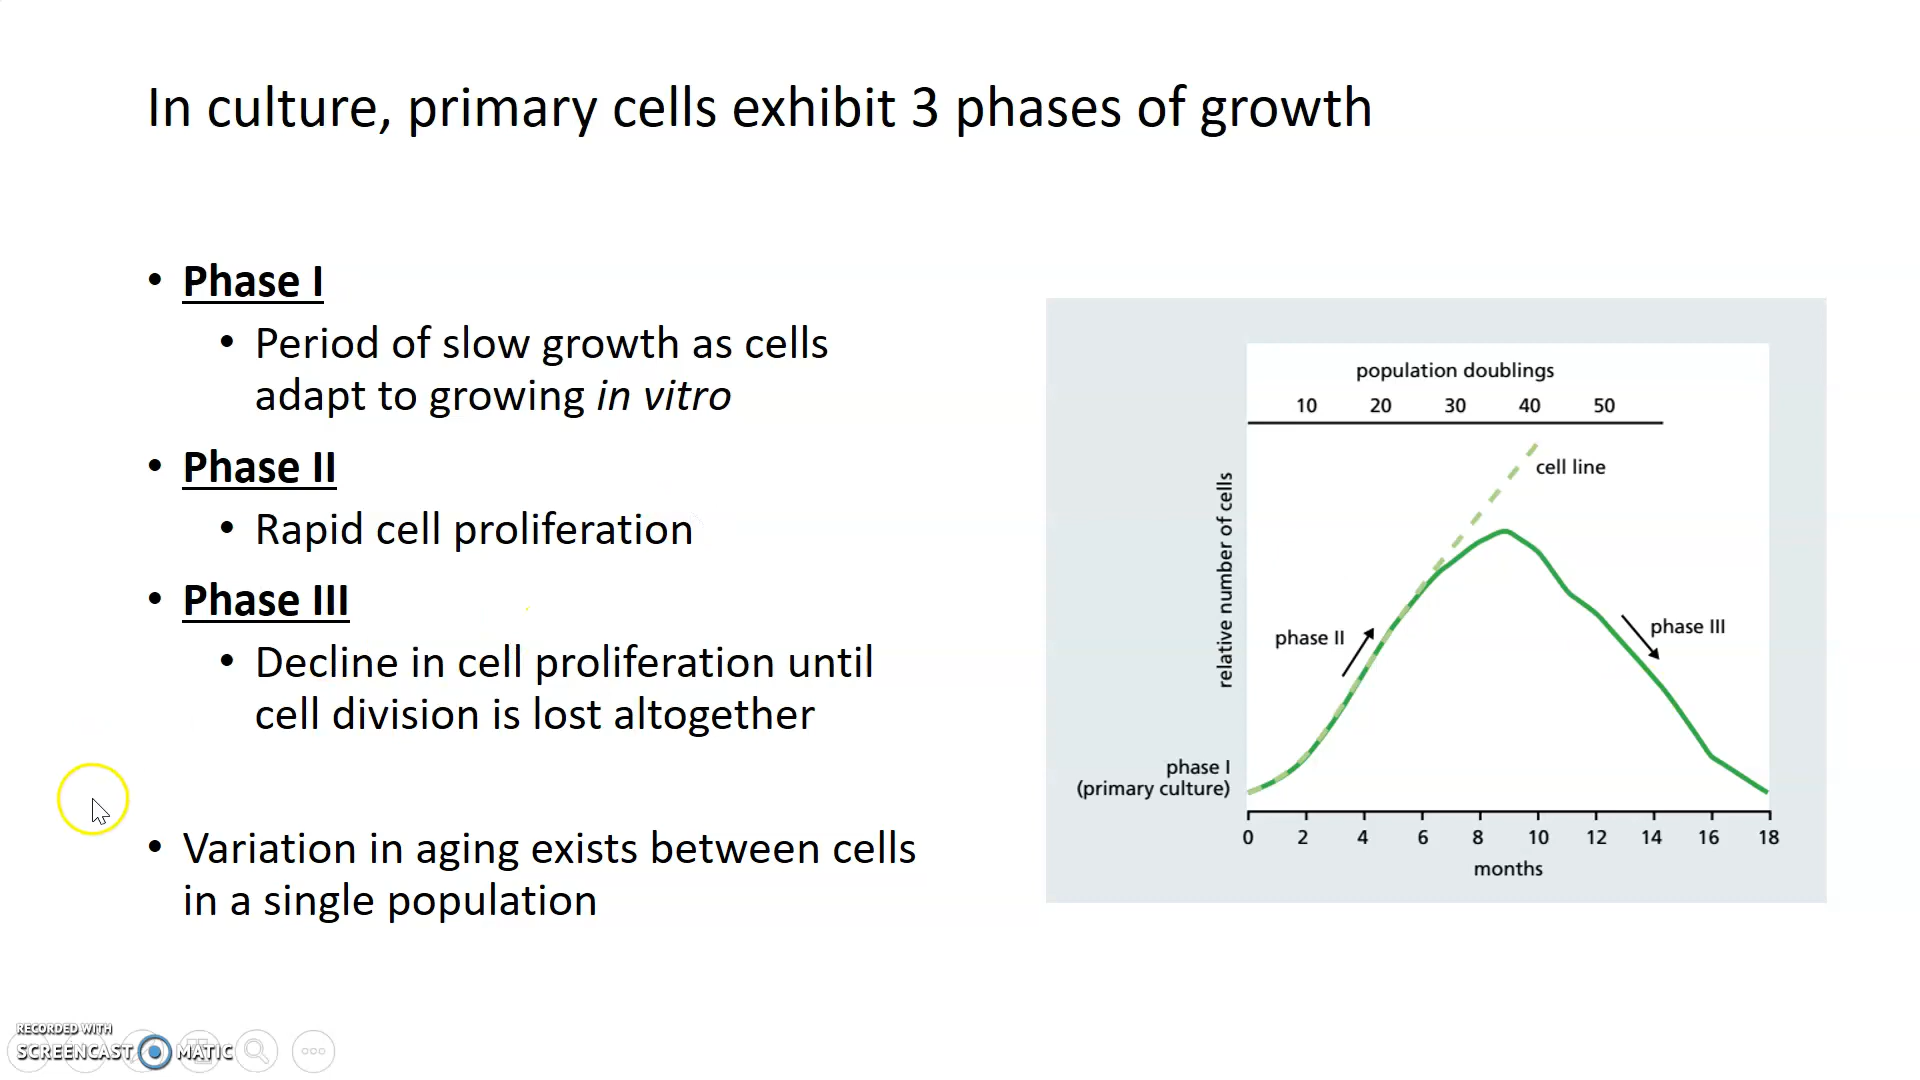 In culture, primary cells exhibit 3 phases of growth
• Phase I
• Period of slow growth as cells
adapt to growing in vitro
• Phase II
• Rapid cell proliferation
• Phase III
• Decline in cell proliferation until
cell division is lost altogether
• Variation in aging exists between cells
in a single population
population doublings
10 20 30 40 50
cell line
relative number of cells
phase II
phase III
phase I
(primary culture)
0 2 4 6 8 10 12 14 16 18
months
RECORDED WITH
SCREENCAST MATIC